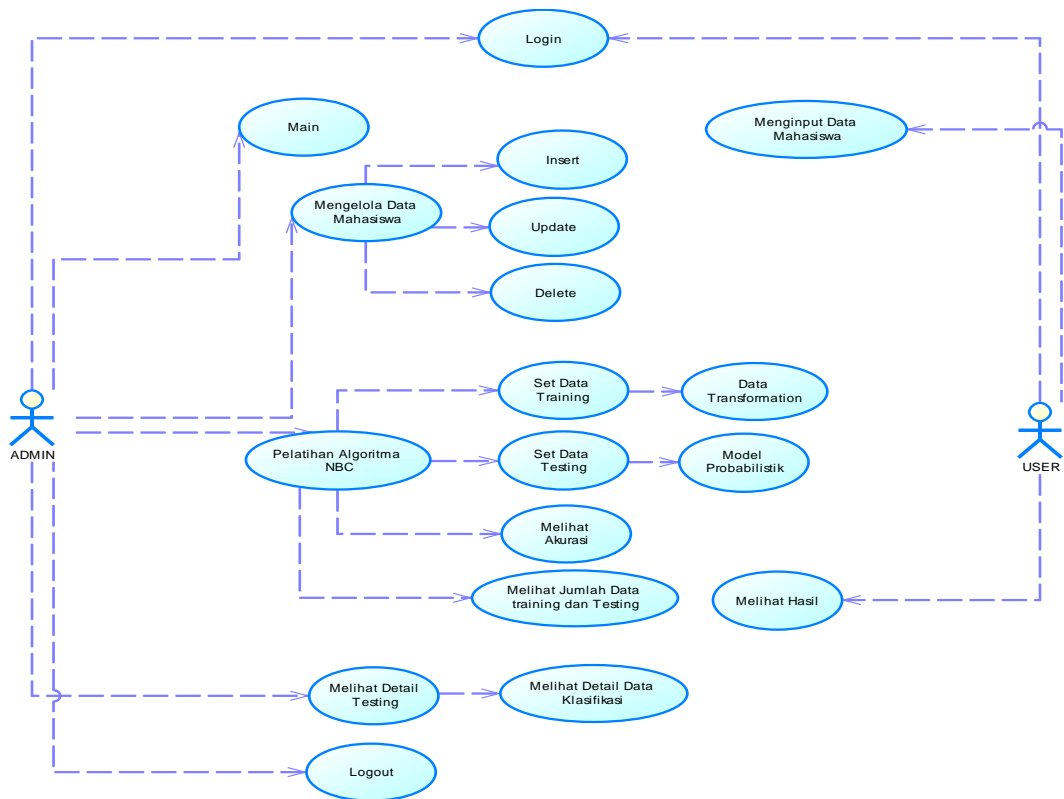 Login
Main
Menginput Data
Mahasiswa
Insert
Mengelola Data
Mahasiswa
Update
Delete
Set Data
Training
Data
Transformation
ADMIN
Pelatihan Algoritma
NBC
Set Data
Testing
Model
Probabilistik
USER
Melihat
Akurasi
Melihat Jumlah Data
training dan Testing
Melihat Hasil
Melihat Detail
Testing
Melihat Detail Data
Klasifikasi
Logout